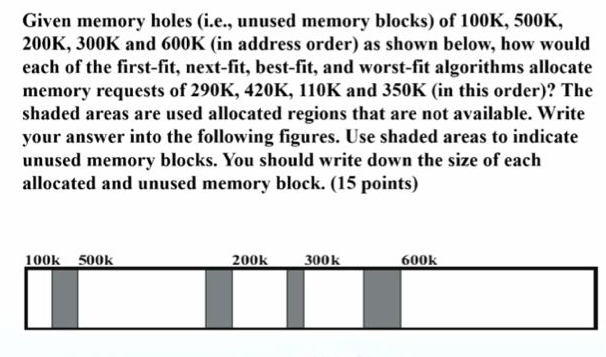 Given memory holes (i.e., unused memory blocks) of 100K, 500K,
200K, 300K and 600K (in address order) as shown below, how would
each of the first-fit, next-fit, best-fit, and worst-fit algorithms allocate
memory requests of 290K, 420K, 110K and 350K (in this order)? The
shaded areas are used allocated regions that are not available. Write
your answer into the following figures. Use shaded areas to indicate
unused memory blocks. You should write down the size of each
allocated and unused memory block. (15 points)
100k 500k 200k 300k 600k